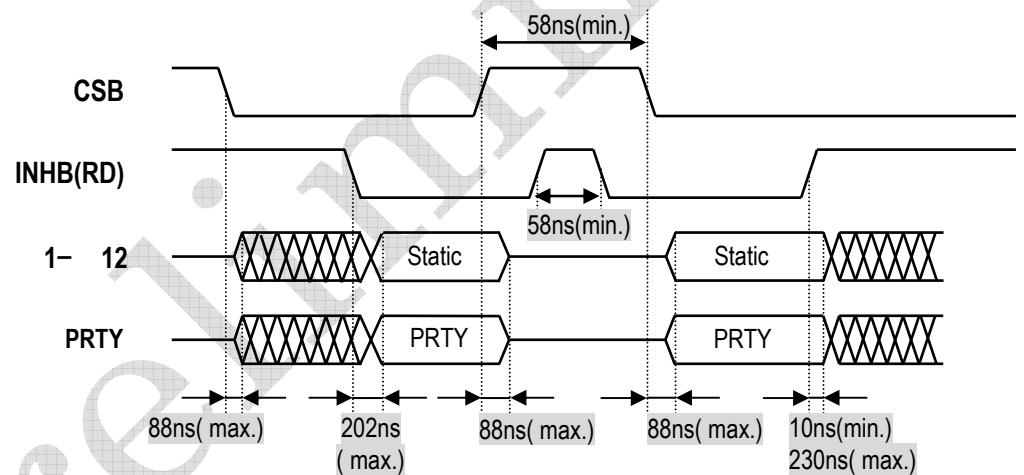 58ns(min.)
CSB
INHB(RD)
58ns(min.)
1– 12 Static Static
PRTY PRTY PRTY
88ns( max.) 202ns 88ns( max.) 88ns( max.) 10ns(min.)
( max.) 230ns( max.)
relim